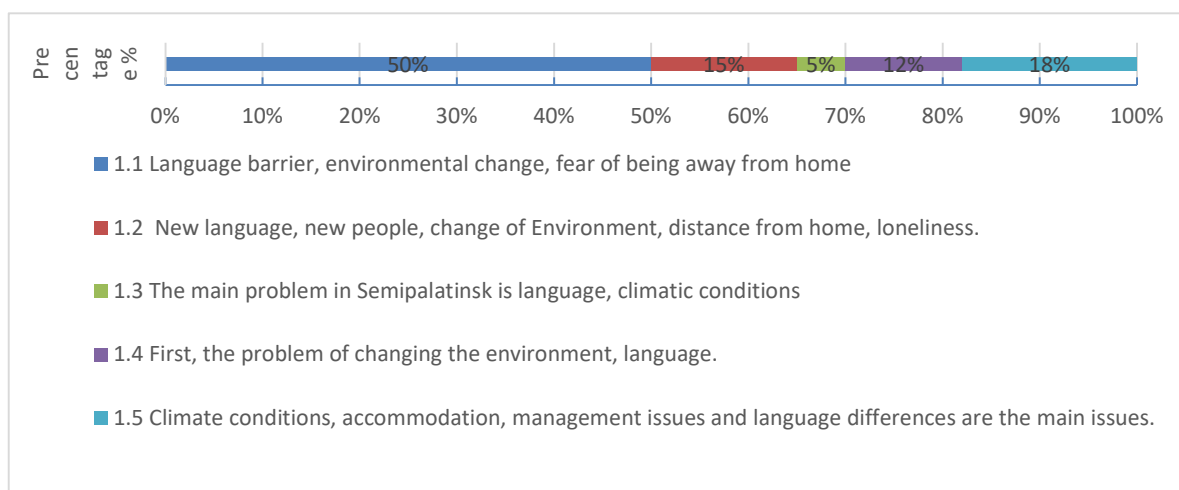 Pre
cen
tag
e %
50% 15% 5% 12% 18%
0% 10% 20% 30% 40% 50% 60% 70% 80% 90% 100%
1.1 Language barrier, environmental change, fear of being away from home
1.2 New language, new people, change of Environment, distance from home, loneliness.
1.3 The main problem in Semipalatinsk is language, climatic conditions
1.4 First, the problem of changing the environment, language.
1.5 Climate conditions, accommodation, management issues and language differences are the main issues.